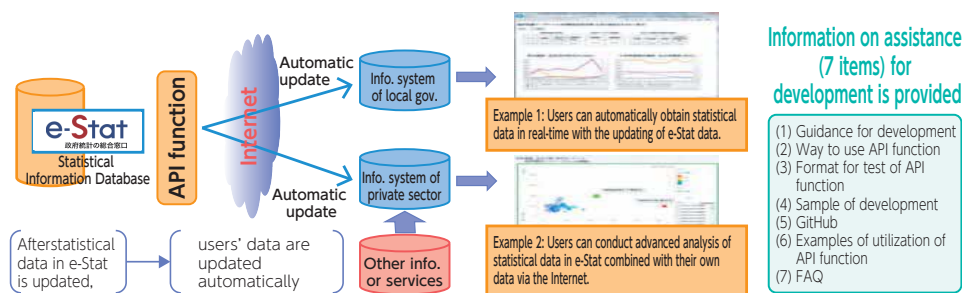 e-Stat
政府統計の総合窓口
Statistical
Information Database
API function
Internet
Automatic
update
Automatic
update
Info. system
of local gov.
Info. system of
private sector
Other info.
or services
Afterstatistical
data in e-Stat
is updated,
users' data are
updated
automatically
Example 1: Users can automatically obtain statistical
data in real-time with the updating of e-Stat data.
Example 2: Users can conduct advanced analysis of
statistical data in e-Stat combined with their own
data via the Internet.
Information on assistance
(7 items) for
development is provided
(1) Guidance for development
(2) Way to use API function
(3) Format for test of API
function
(4) Sample of development
(5) GitHub
(6) Examples of utilization of
API function
(7) FAQ